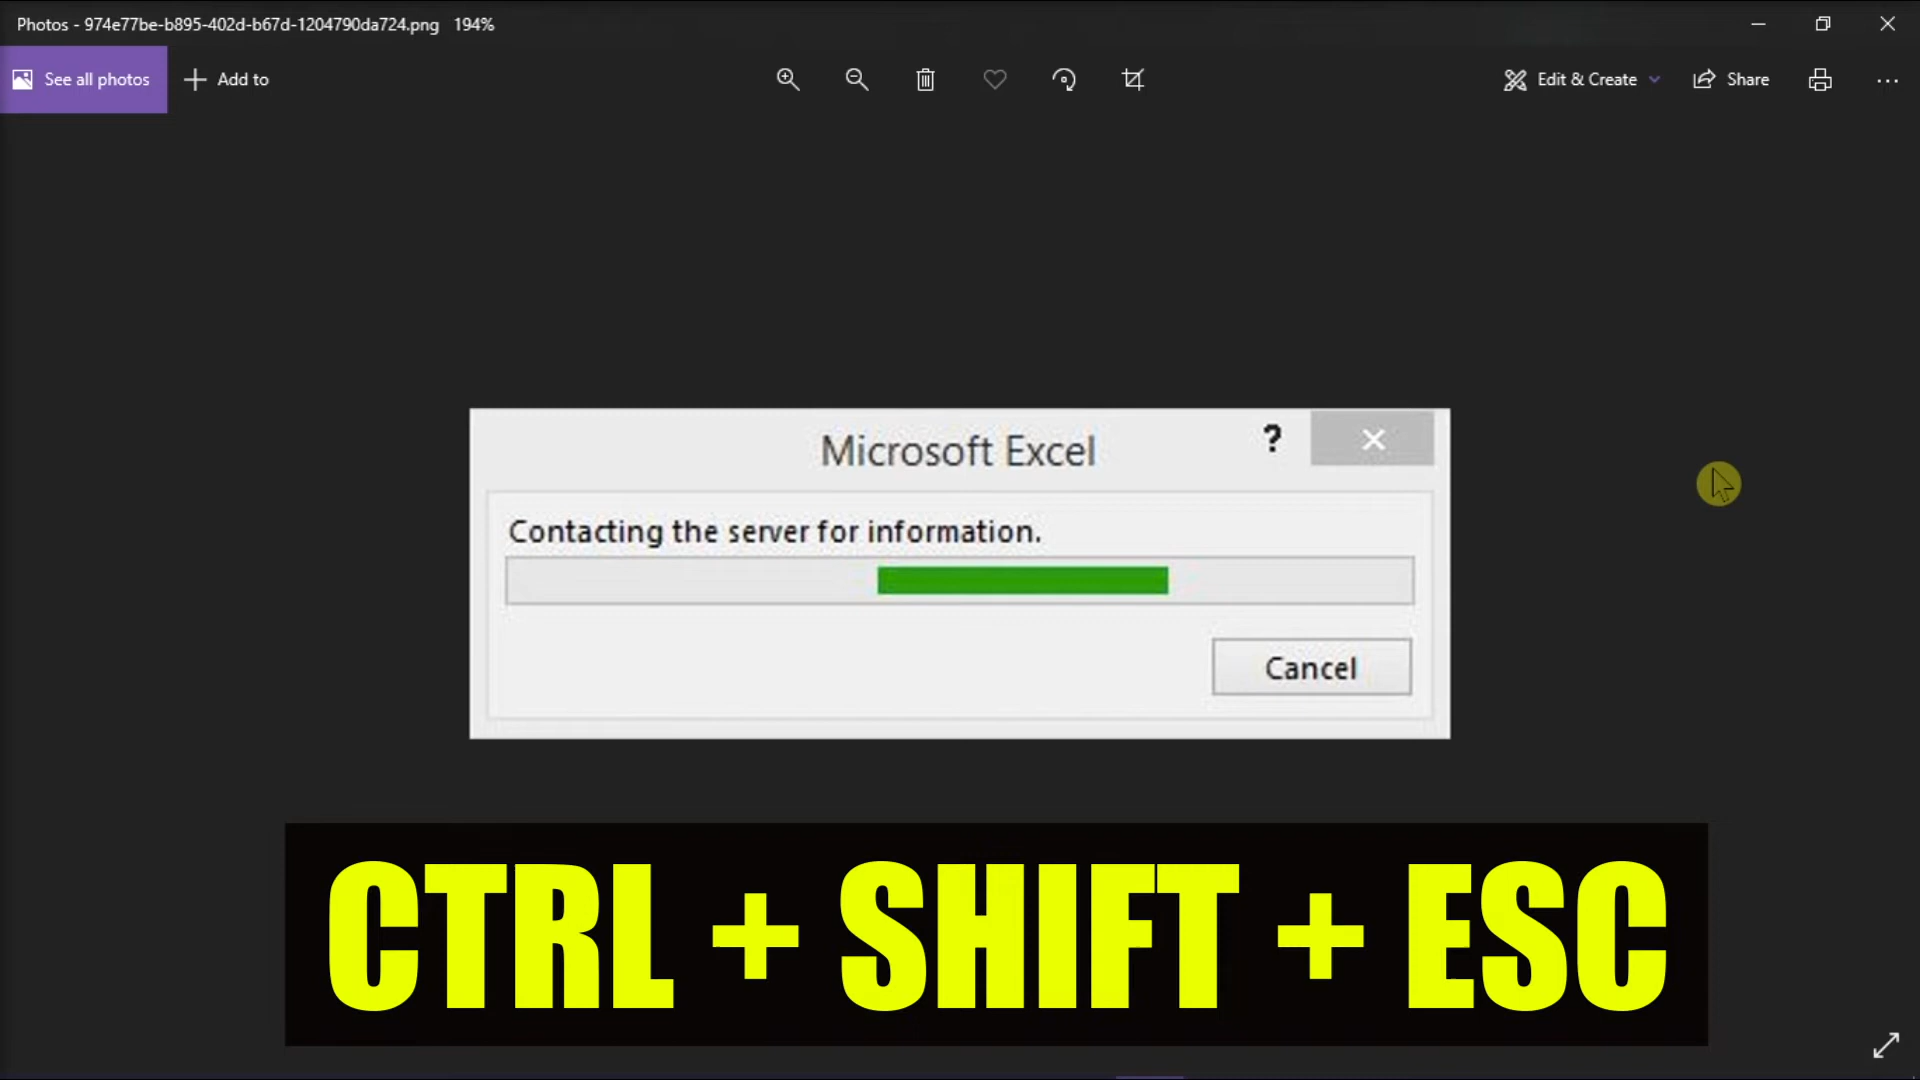 Photos - 974e77be-b895-402d-b67d-1204790da724.png 194%
See all photos
Add to
Edit & Create
Share
Microsoft Excel
?
Contacting the server for information.
Cancel
CTRL + SHIFT + ESC